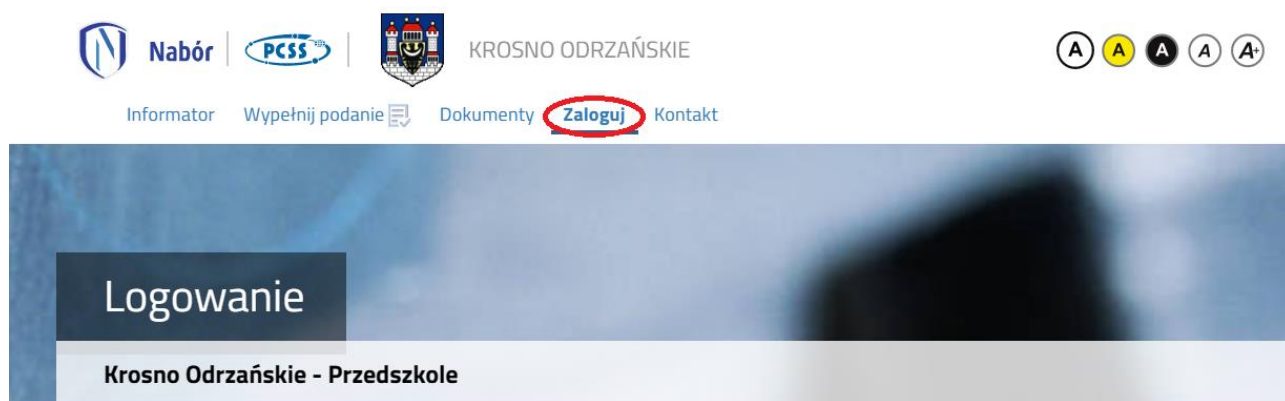 Nabór PCSS KROSNO ODRZAŃSKIE A A A A A+
Informator Wypełnij podanie Dokumenty Zaloguj Kontakt
Logowanie
Krosno Odrzańskie - Przedszkole